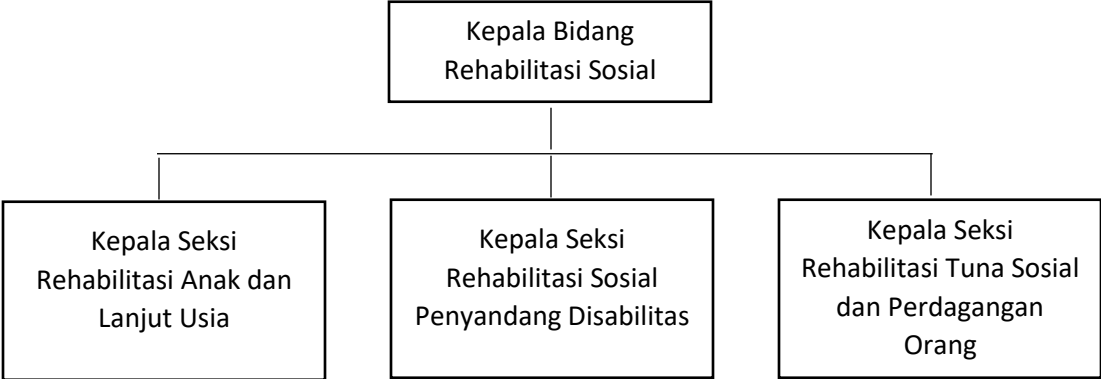 Kepala Bidang
Rehabilitasi Sosial
Kepala Seksi
Rehabilitasi Anak dan
Lanjut Usia
Kepala Seksi
Rehabilitasi Sosial
Penyandang Disabilitas
Kepala Seksi
Rehabilitasi Tuna Sosial
dan Perdagangan
Orang